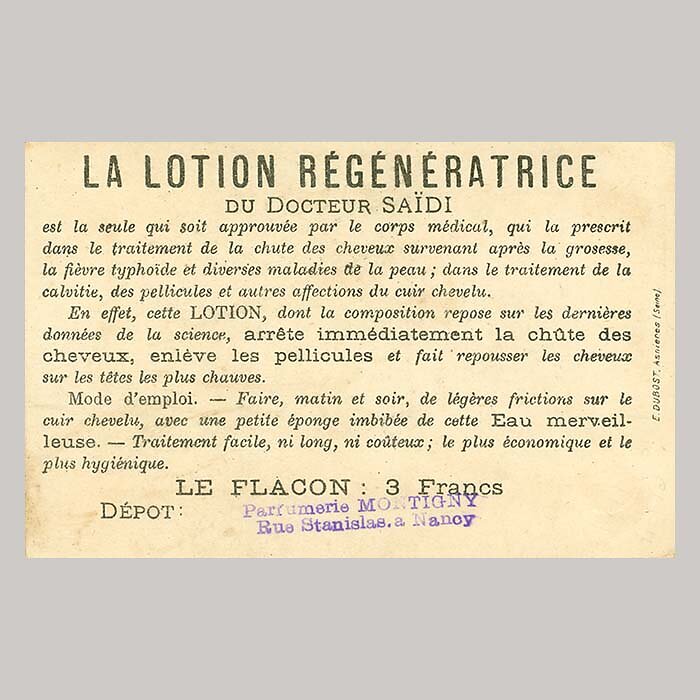 LA LOTION RÉGÉNÉRATRICE
DU DOCTEUR SAÏDI
est la seule qui soit approuvée par le corps médical, qui la prescrit
dans le traitement de la chute des cheveux survenant après la grosesse,
la fièvre typhoïde et diverses maladies de la peau ; dans le traitement de la
calvitie, des pellicules et autres affections du cuir chevelu.
En effet, cette LOTION, dont la composition repose sur les dernières
données de la science, arrête immédiatement la chûte des
cheveux, enlève les pellicules et fait repousser les cheveux
sur les têtes les plus chauves.
Mode d'emploi. — Faire, matin et soir, de légères frictions sur le
cuir chevelu, avec une petite éponge imbibée de cette Eau merveil-
leuse. — Traitement facile, ni long, ni coûteux ; le plus économique et le
plus hygiénique.
LE FLACON : 3 Francs
DÉPOT :
Parfumerie MONTIGNY
Rue Stanislas. a Nancy
E. DUBOST, Asnières (Seine)